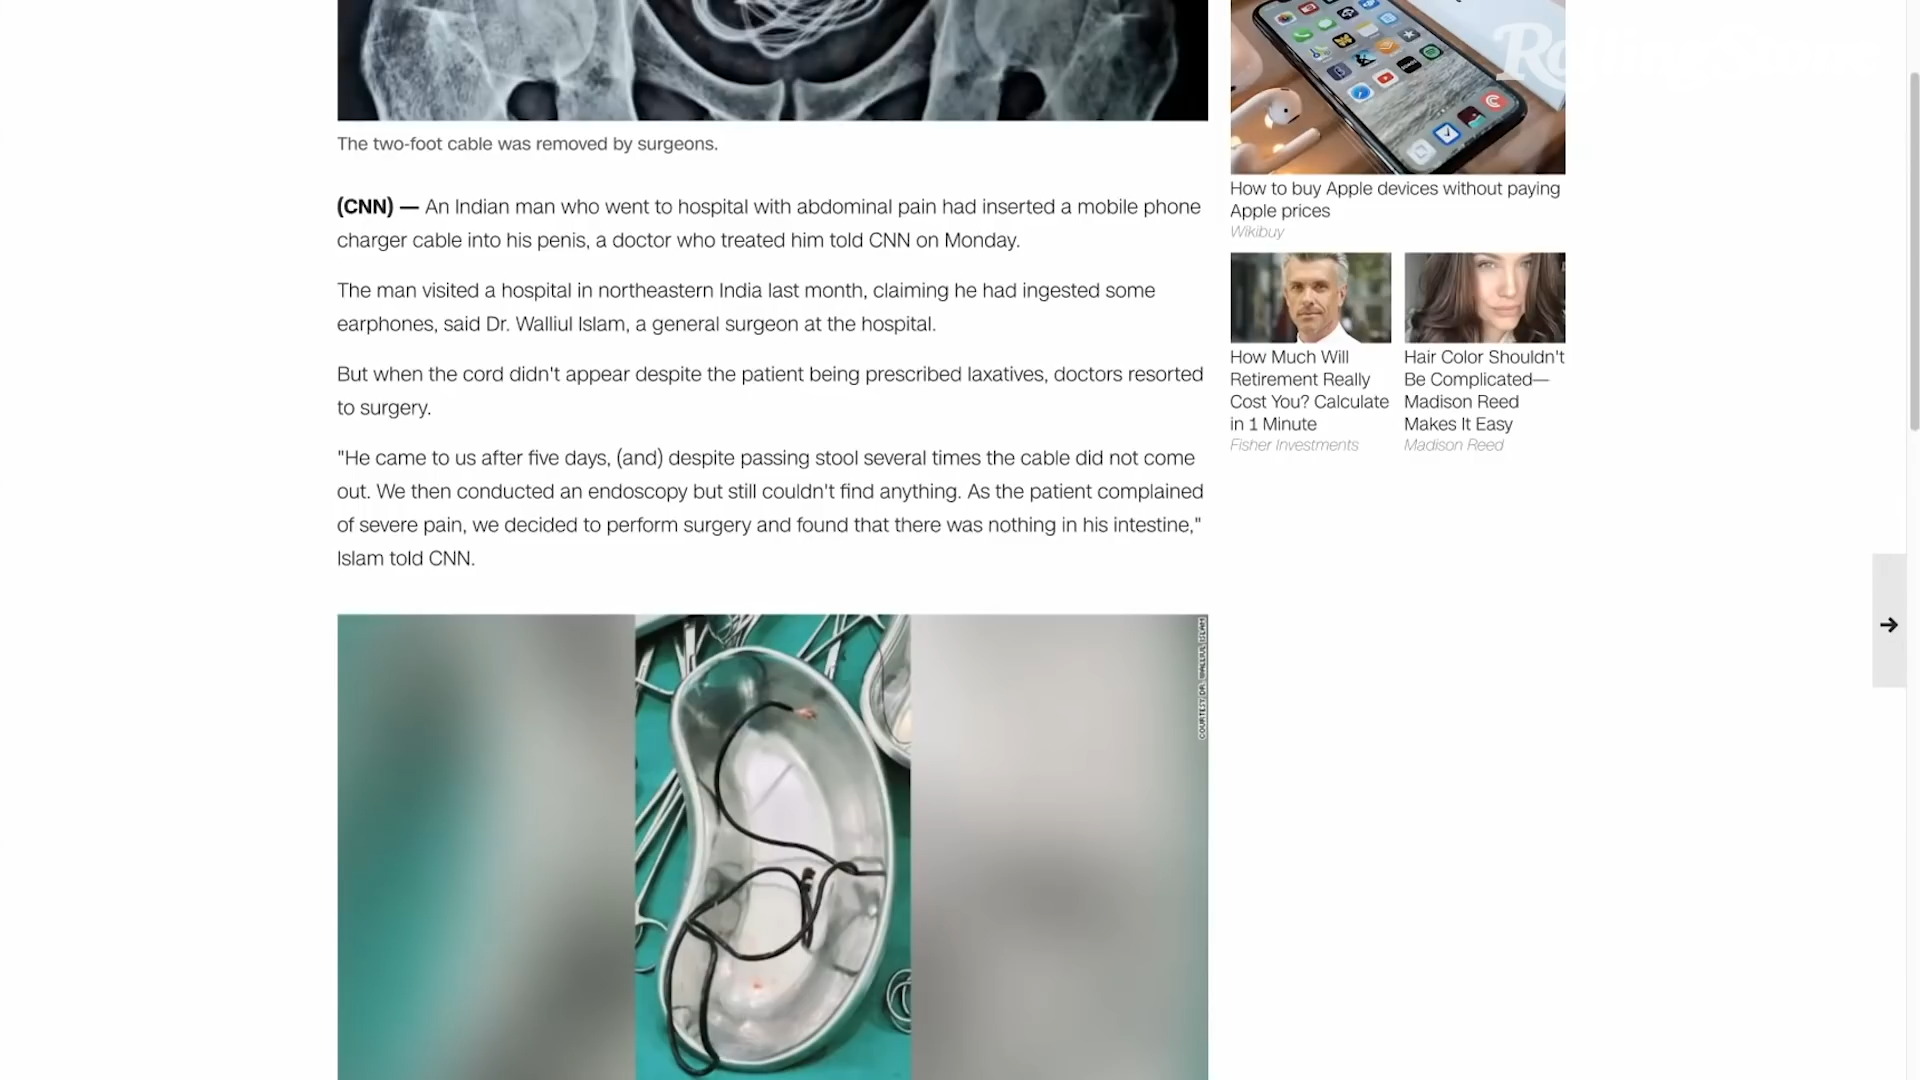 The two-foot cable was removed by surgeons.
(CNN) — An Indian man who went to hospital with abdominal pain had inserted a mobile phone
charger cable into his penis, a doctor who treated him told CNN on Monday.
The man visited a hospital in northeastern India last month, claiming he had ingested some
earphones, said Dr. Walliul Islam, a general surgeon at the hospital.
But when the cord didn't appear despite the patient being prescribed laxatives, doctors resorted
to surgery.
"He came to us after five days, (and) despite passing stool several times the cable did not come
out. We then conducted an endoscopy but still couldn't find anything. As the patient complained
of severe pain, we decided to perform surgery and found that there was nothing in his intestine,"
Islam told CNN.
COURTESY DR. WALLIUL ISLAM
Rolling Stone
How to buy Apple devices without paying
Apple prices
Wikibuy
How Much Will
Retirement Really
Cost You? Calculate
in 1 Minute
Fisher Investments
Hair Color Shouldn't
Be Complicated—
Madison Reed
Makes It Easy
Madison Reed